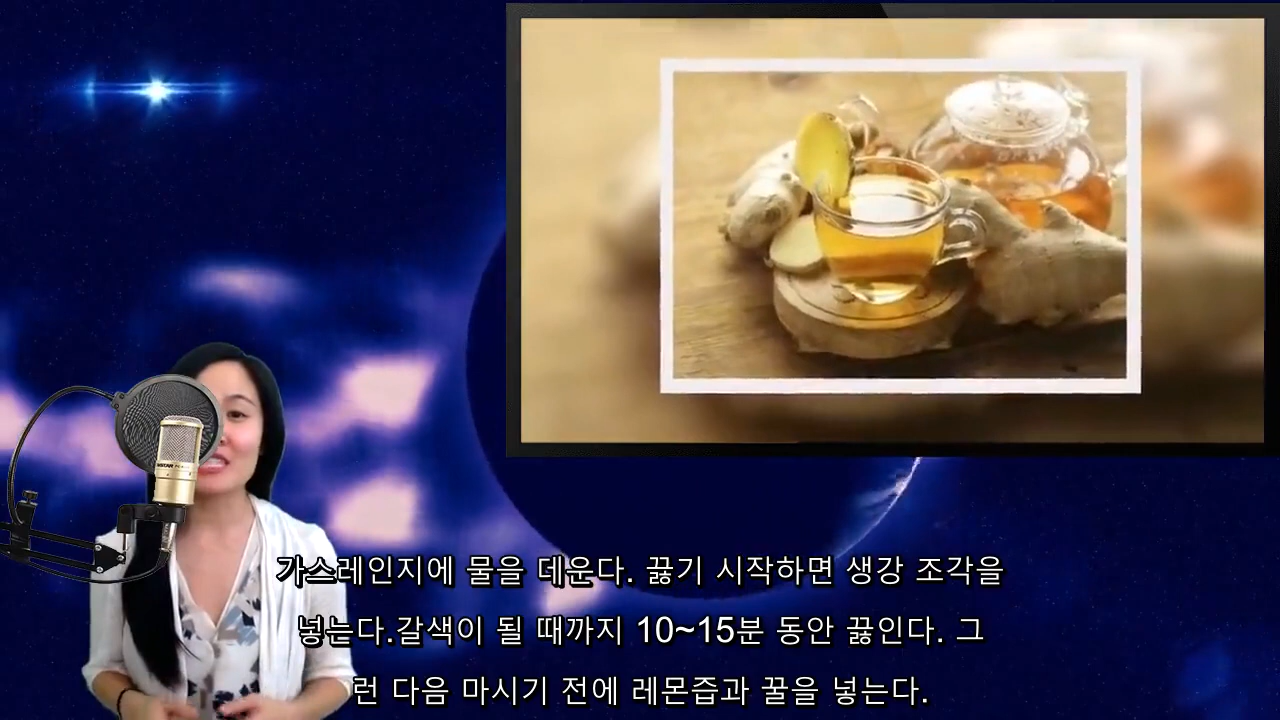 가스레인지에 물을 데운다. 끓기 시작하면 생강 조각을
넣는다.갈색이 될 때까지 10~15분 동안 끓인다. 그
런 다음 마시기 전에 레몬즙과 꿀을 넣는다.